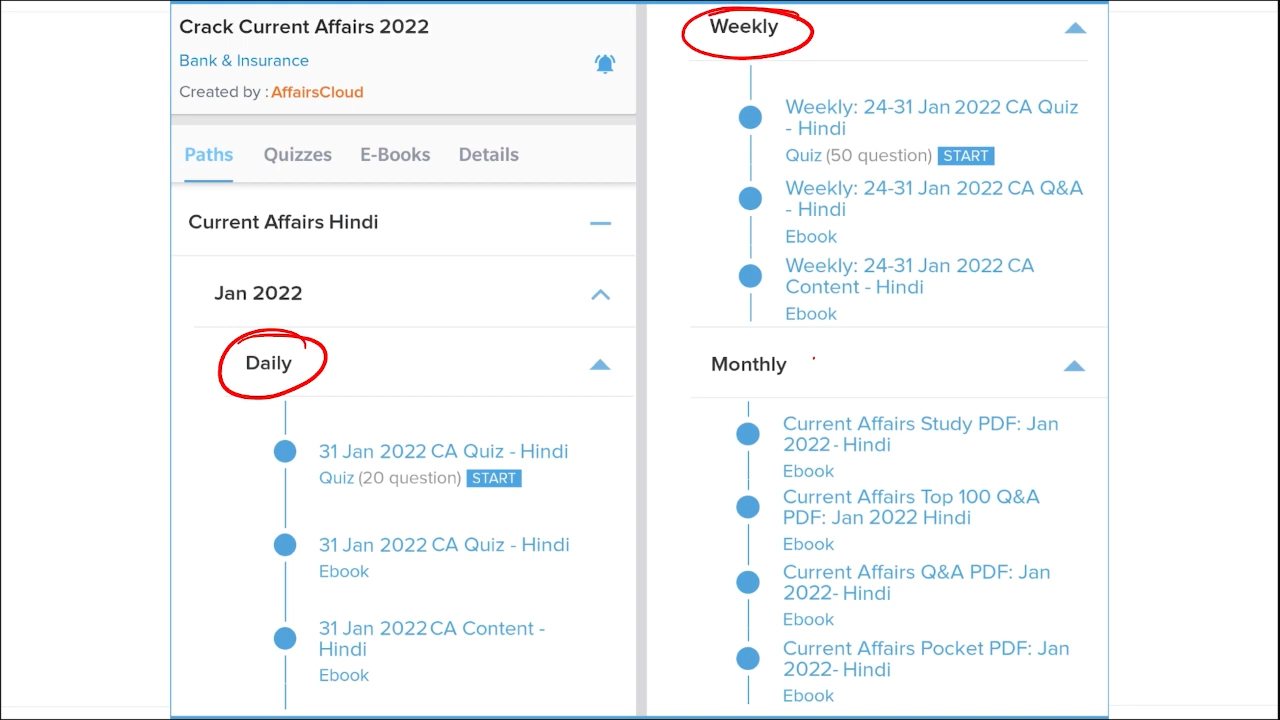 Crack Current Affairs 2022
Bank & Insurance
Created by : AffairsCloud
Paths Quizzes E-Books Details
Current Affairs Hindi
Jan 2022
Daily
31 Jan 2022 CA Quiz - Hindi
Quiz (20 question) START
31 Jan 2022 CA Quiz - Hindi
Ebook
31 Jan 2022 CA Content -
Hindi
Ebook
Weekly
Weekly: 24-31 Jan 2022 CA Quiz
- Hindi
Quiz (50 question) START
Weekly: 24-31 Jan 2022 CA Q&A
- Hindi
Ebook
Weekly: 24-31 Jan 2022 CA
Content - Hindi
Ebook
Monthly
Current Affairs Study PDF: Jan
2022- Hindi
Ebook
Current Affairs Top 100 Q&A
PDF: Jan 2022 Hindi
Ebook
Current Affairs Q&A PDF: Jan
2022- Hindi
Ebook
Current Affairs Pocket PDF: Jan
2022- Hindi
Ebook